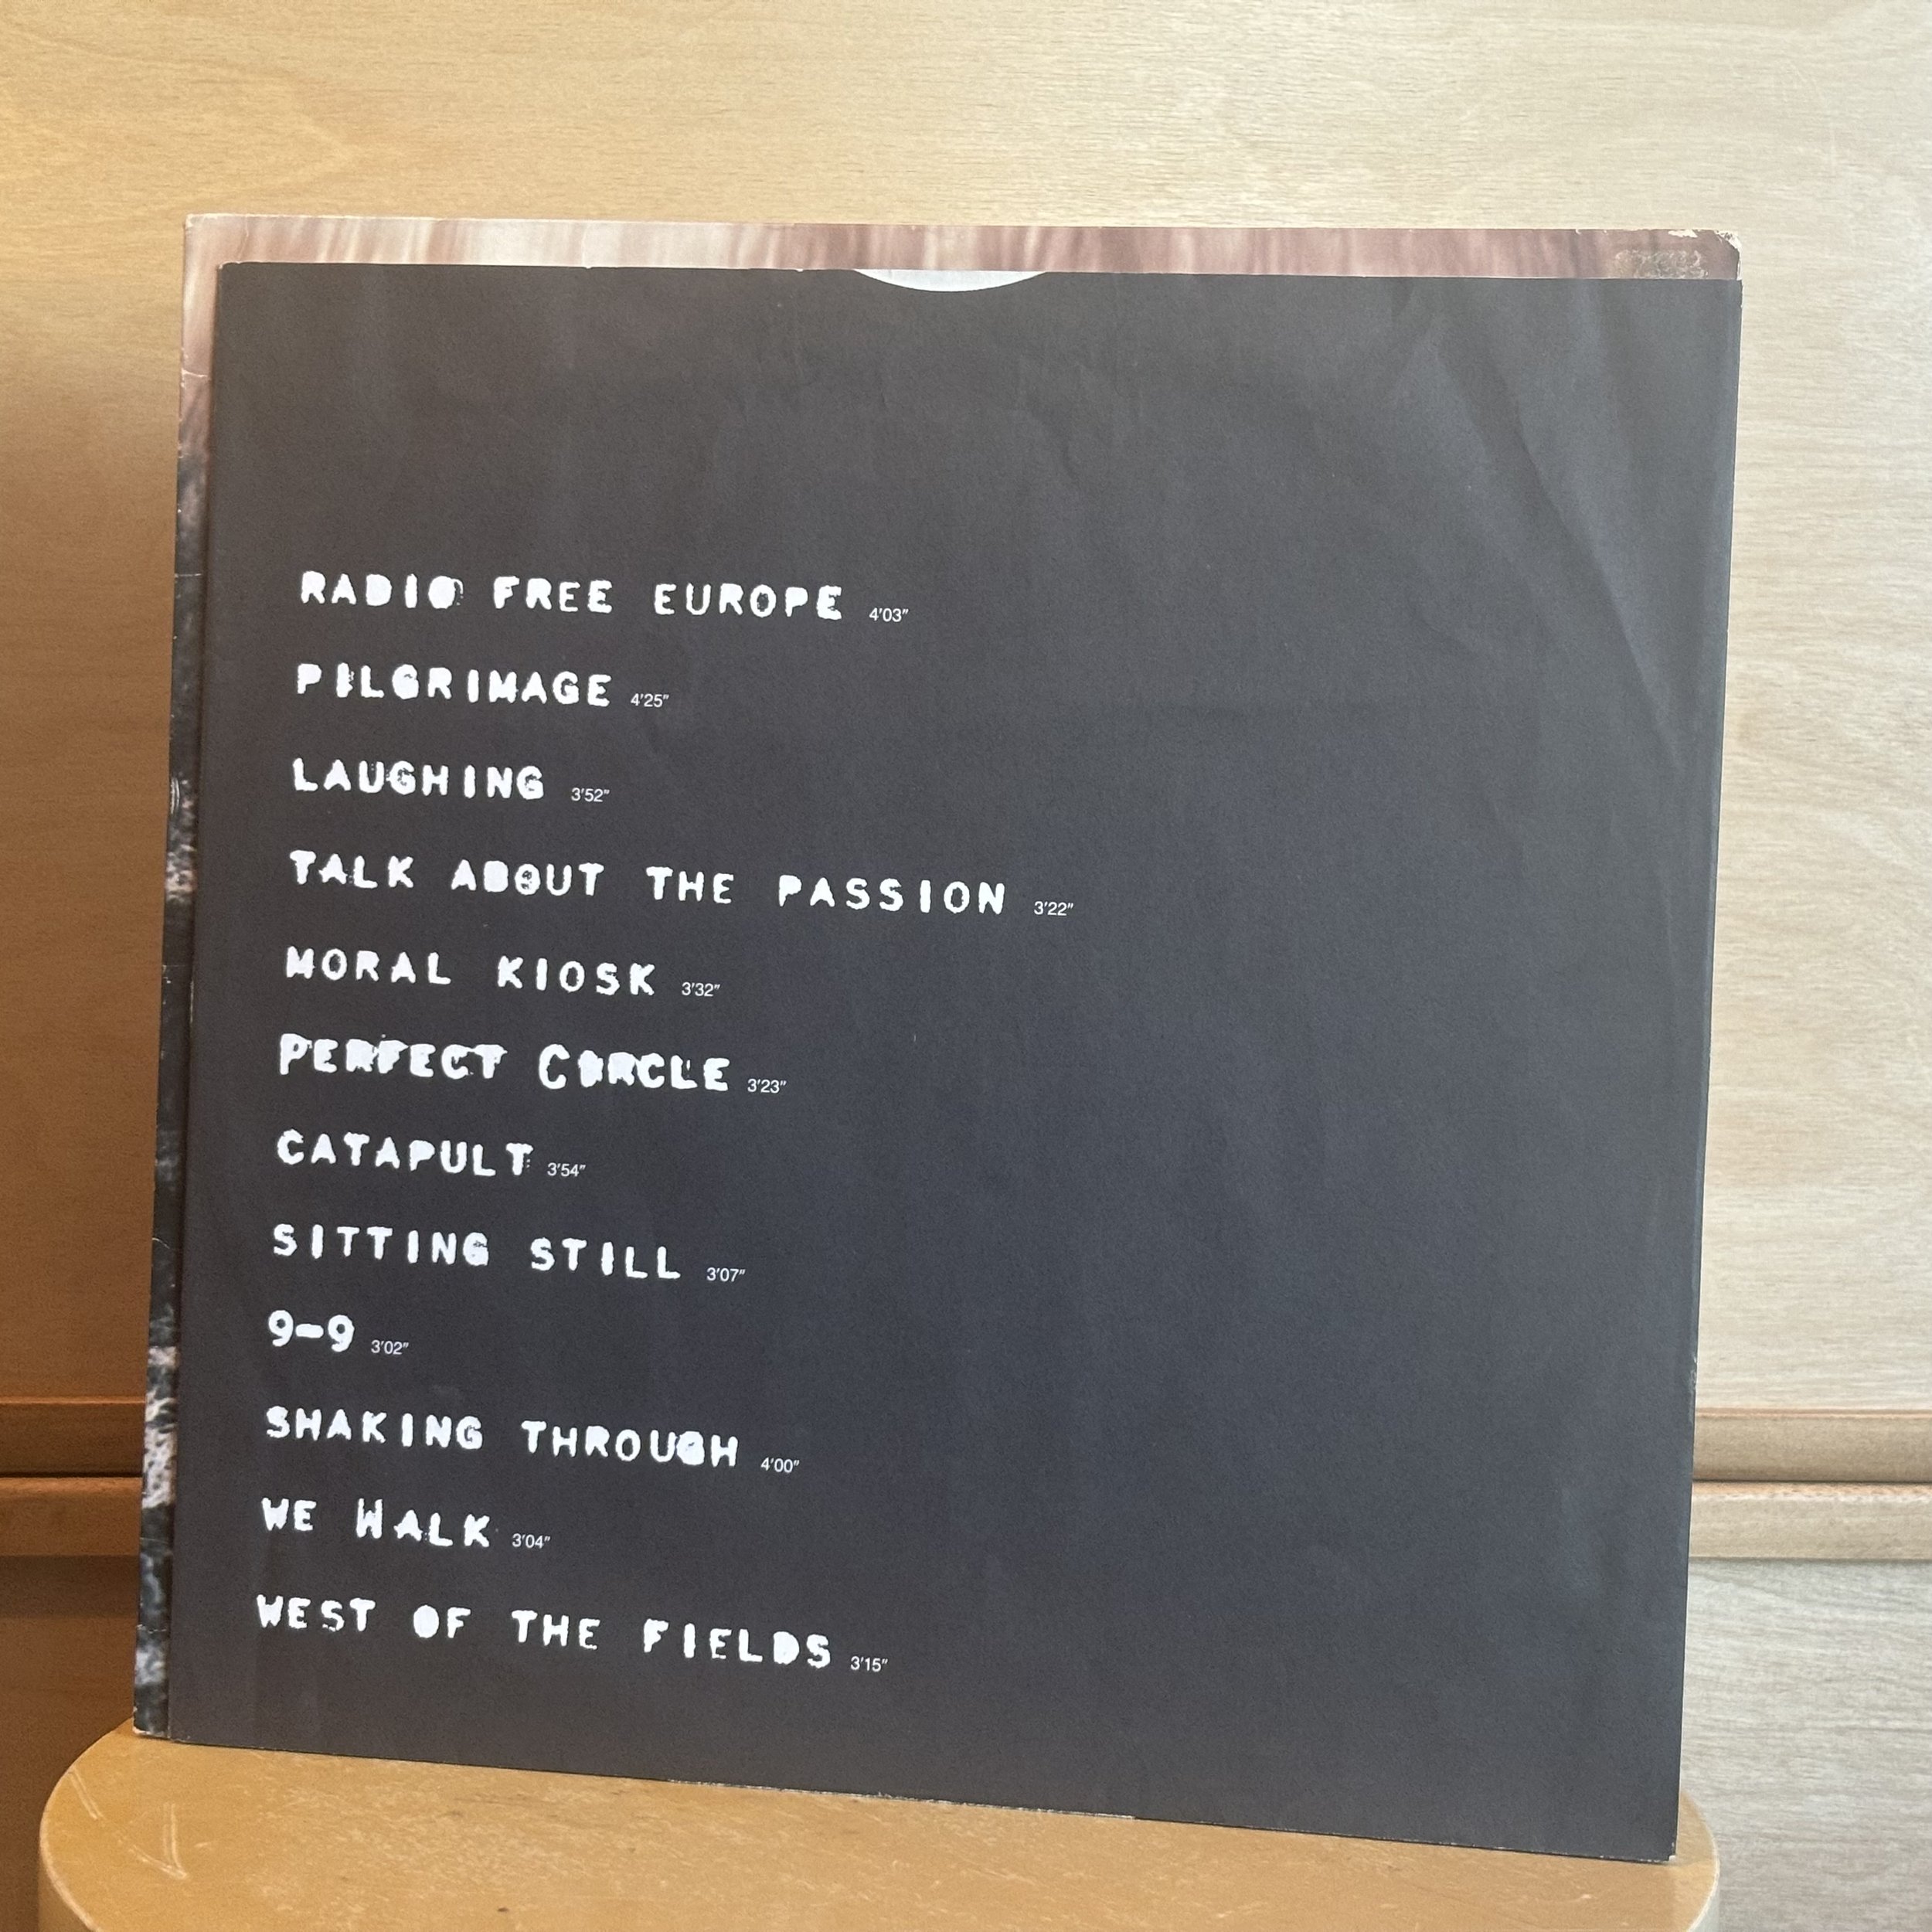 RADIO FREE EUROPE 4'03"
PILGRIMAGE 4'25"
LAUGHING 3'52"
TALK ABOUT THE PASSION 3'22"
MORAL KIOSK 3'32"
PERFECT CIRCLE 3'23"
CATAPULT 3'54"
SITTING STILL 3'07"
9-9 3'02"
SHAKING THROUGH 4'00"
WE WALK 3'04"
WEST OF THE FIELDS 3'15"